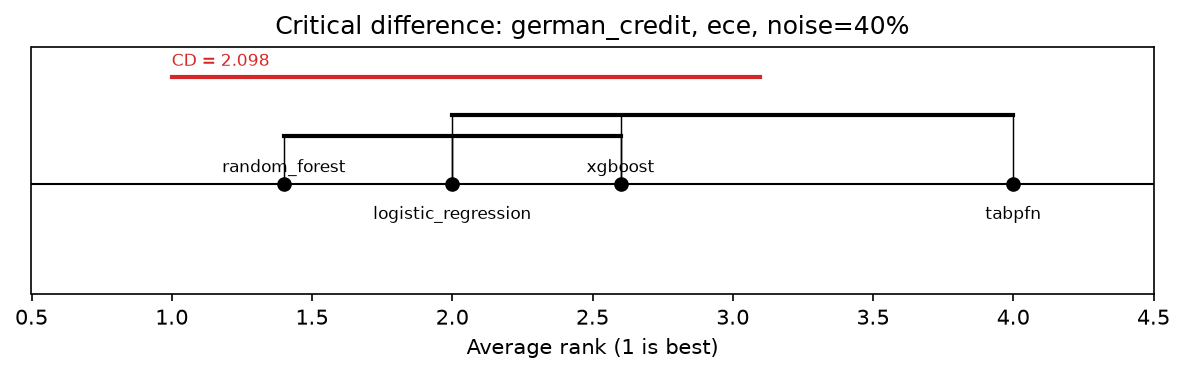 Critical difference: german_credit, ece, noise=40%
CD = 2.098
random_forest
xgboost
logistic_regression
tabpfn
0.5 1.0 1.5 2.0 2.5 3.0 3.5 4.0 4.5
Average rank (1 is best)